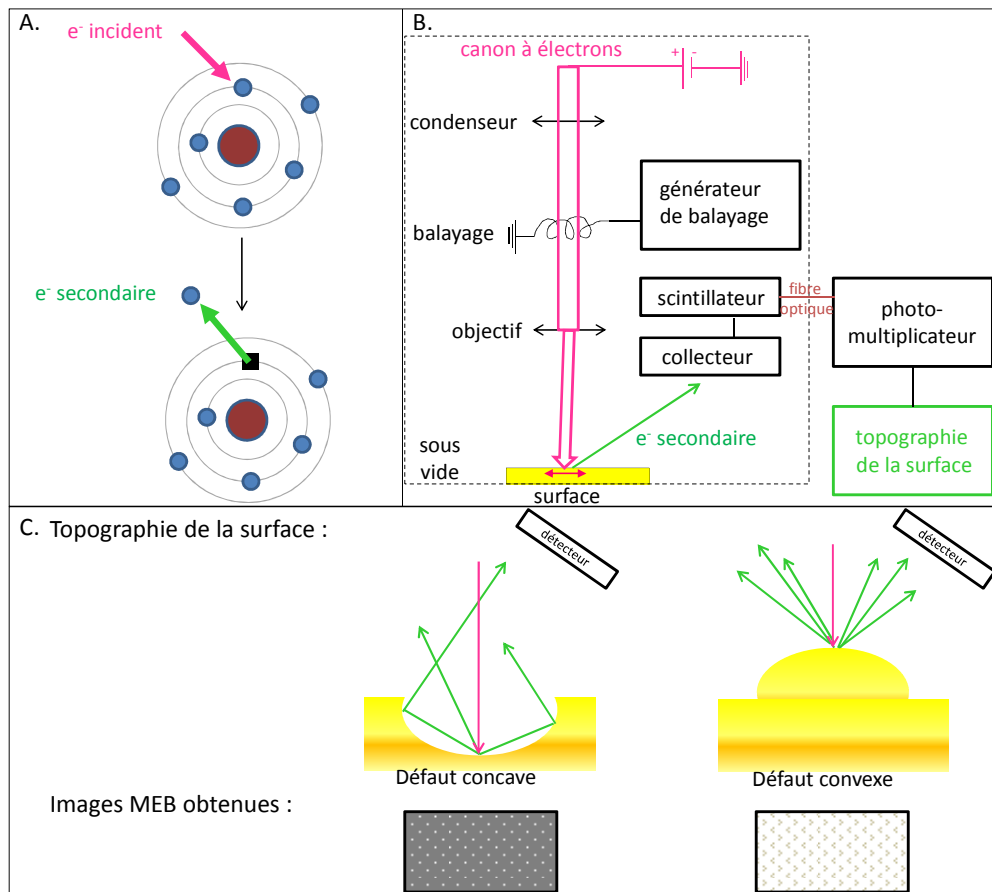 A.
e- incident
e- secondaire
B.
canon à électrons
+ -
condenseur
générateur
de balayage
balayage
scintillateur
fibre
optique
photo-
multiplicateur
objectif
collecteur
e- secondaire
sous
vide
topographie
de la surface
surface
C. Topographie de la surface :
détecteur
détecteur
Défaut concave
Défaut convexe
Images MEB obtenues :